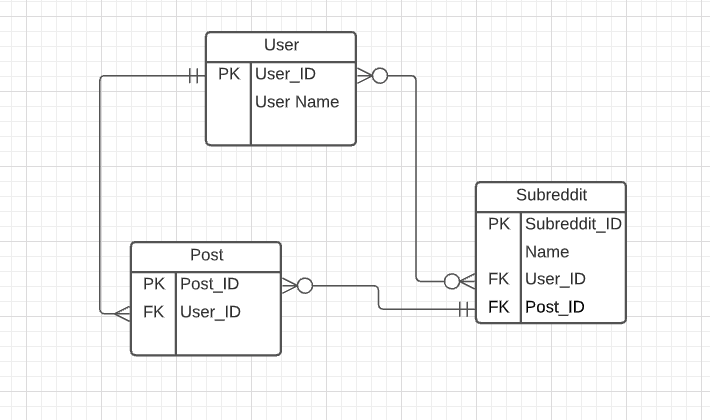 User
PK User_ID
User Name
Subreddit
PK Subreddit_ID
Name
FK User_ID
FK Post_ID
Post
PK Post_ID
FK User_ID